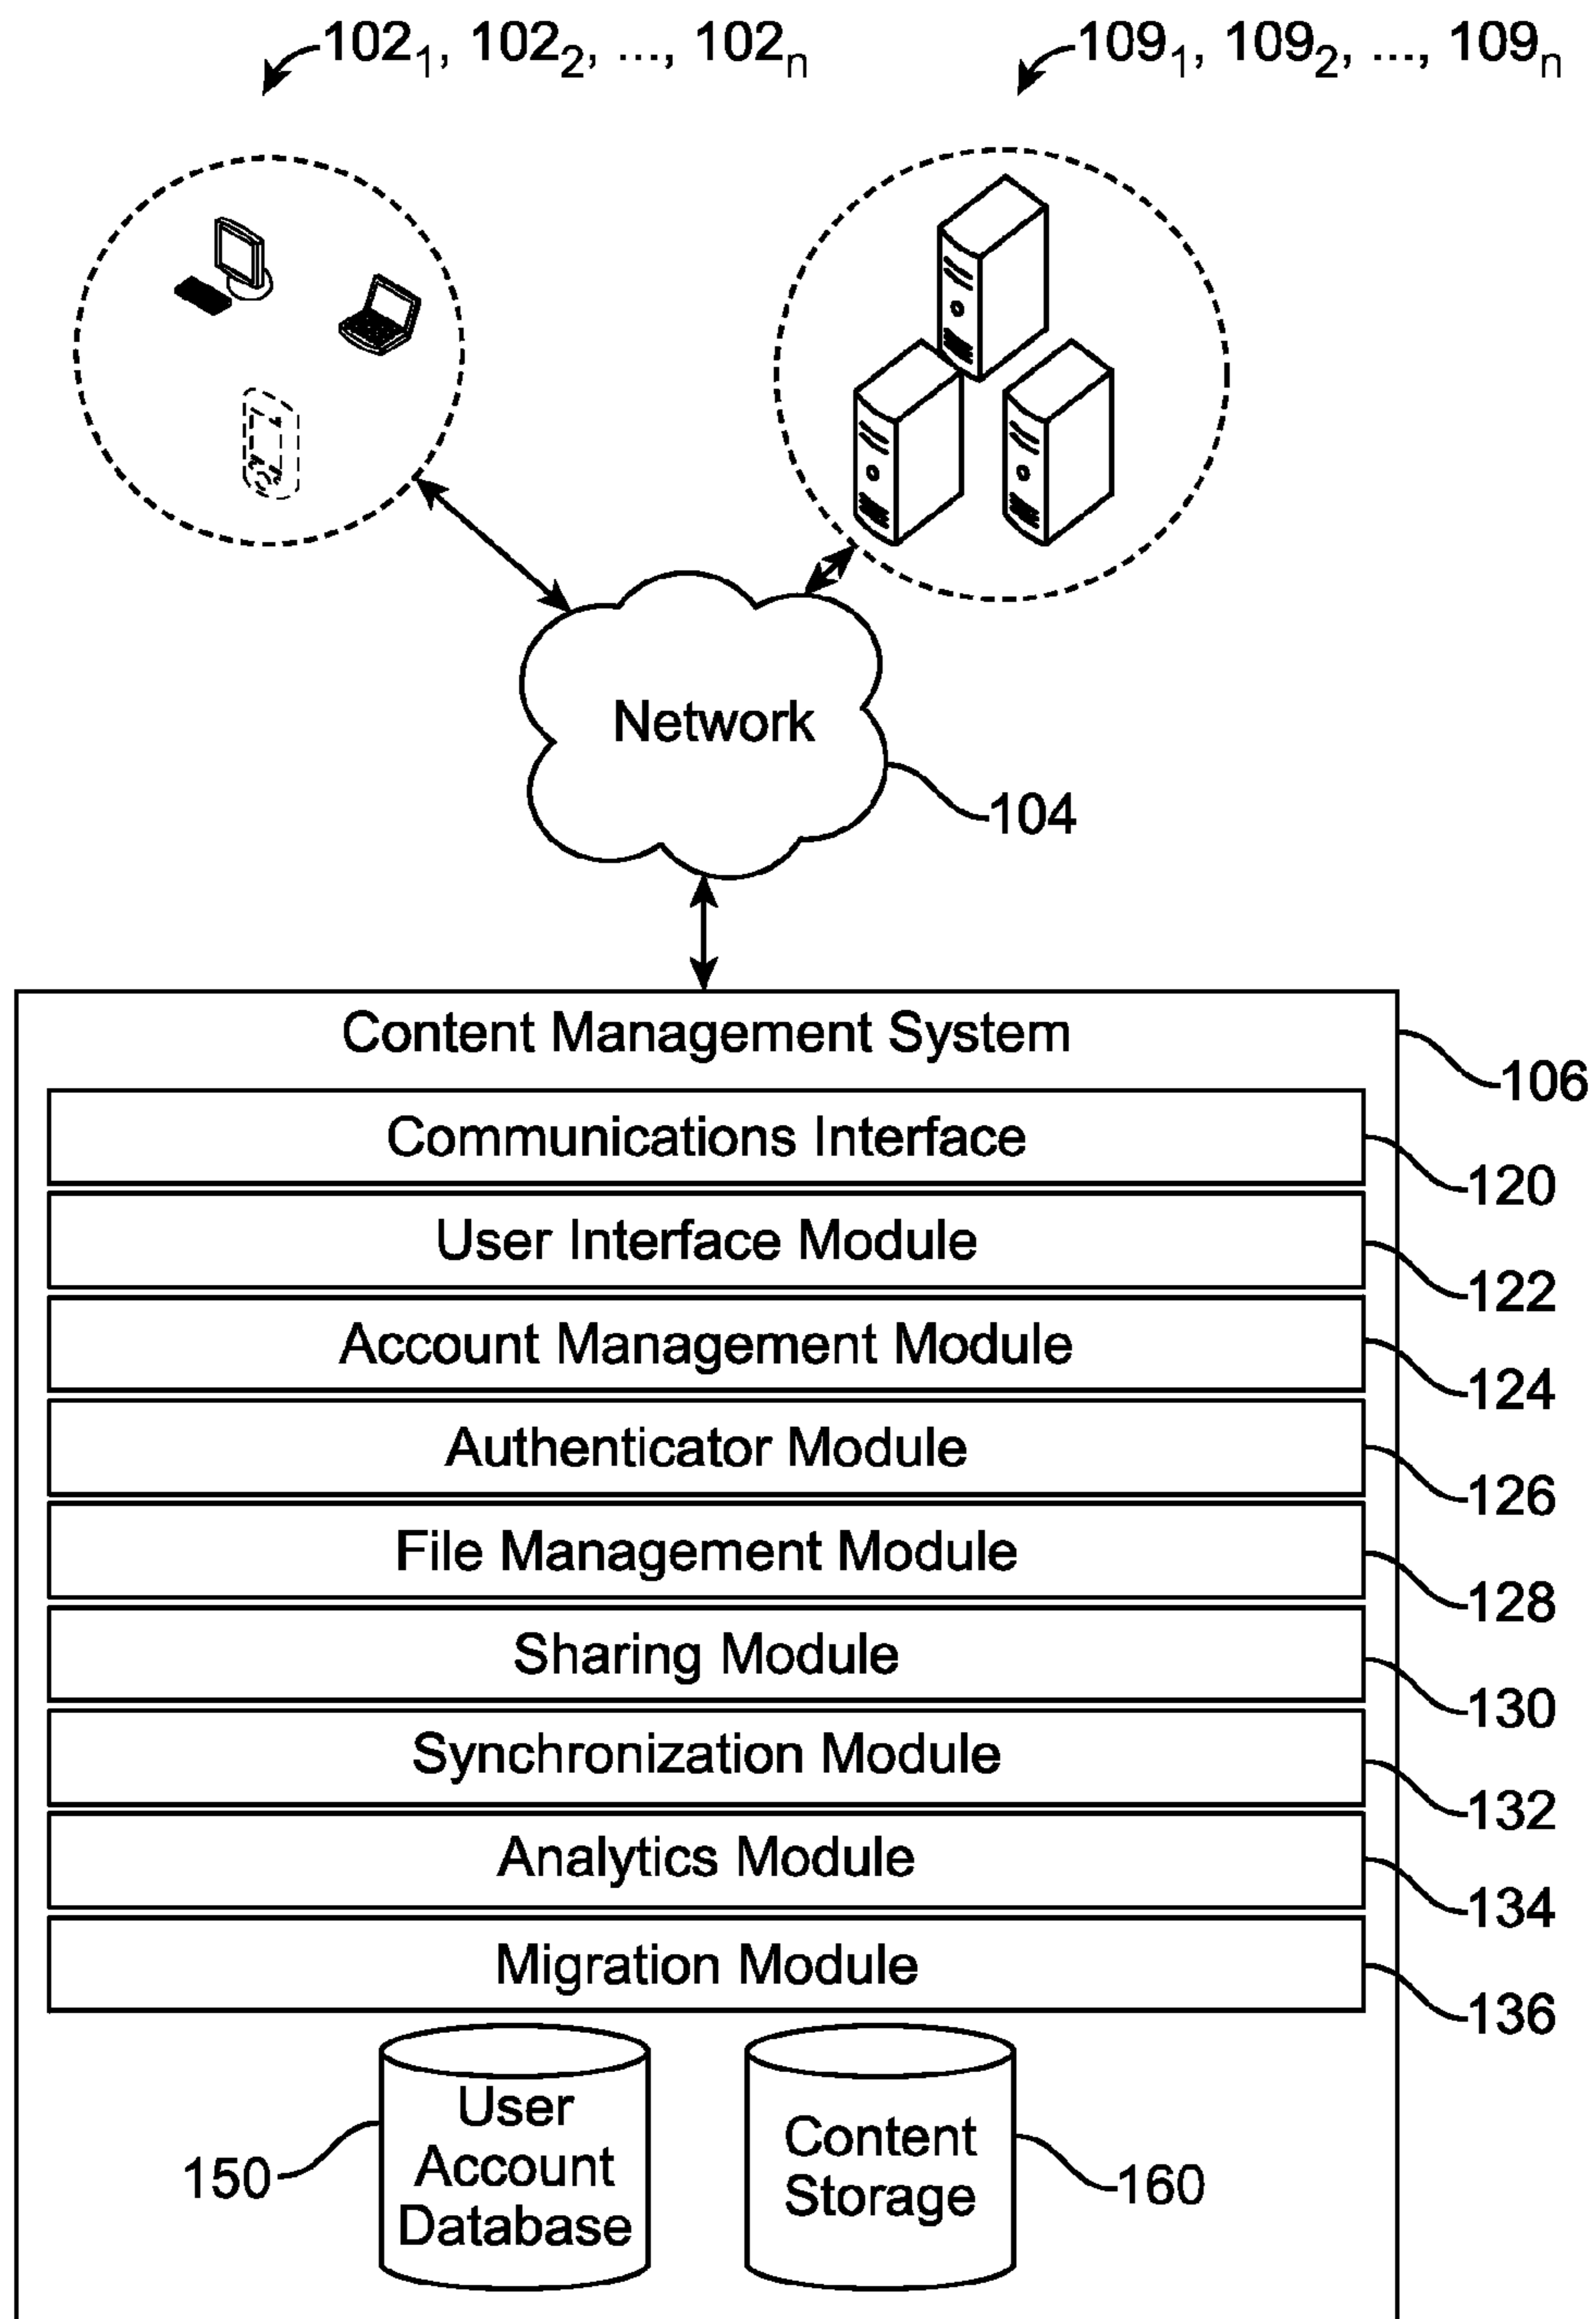 102₁, 102₂, ..., 102ₙ
109₁, 109₂, ..., 109ₙ
Network
104
Content Management System
106
Communications Interface
120
User Interface Module
122
Account Management Module
124
Authenticator Module
126
File Management Module
128
Sharing Module
130
Synchronization Module
132
Analytics Module
134
Migration Module
136
User
Account
Database
150
Content
Storage
160